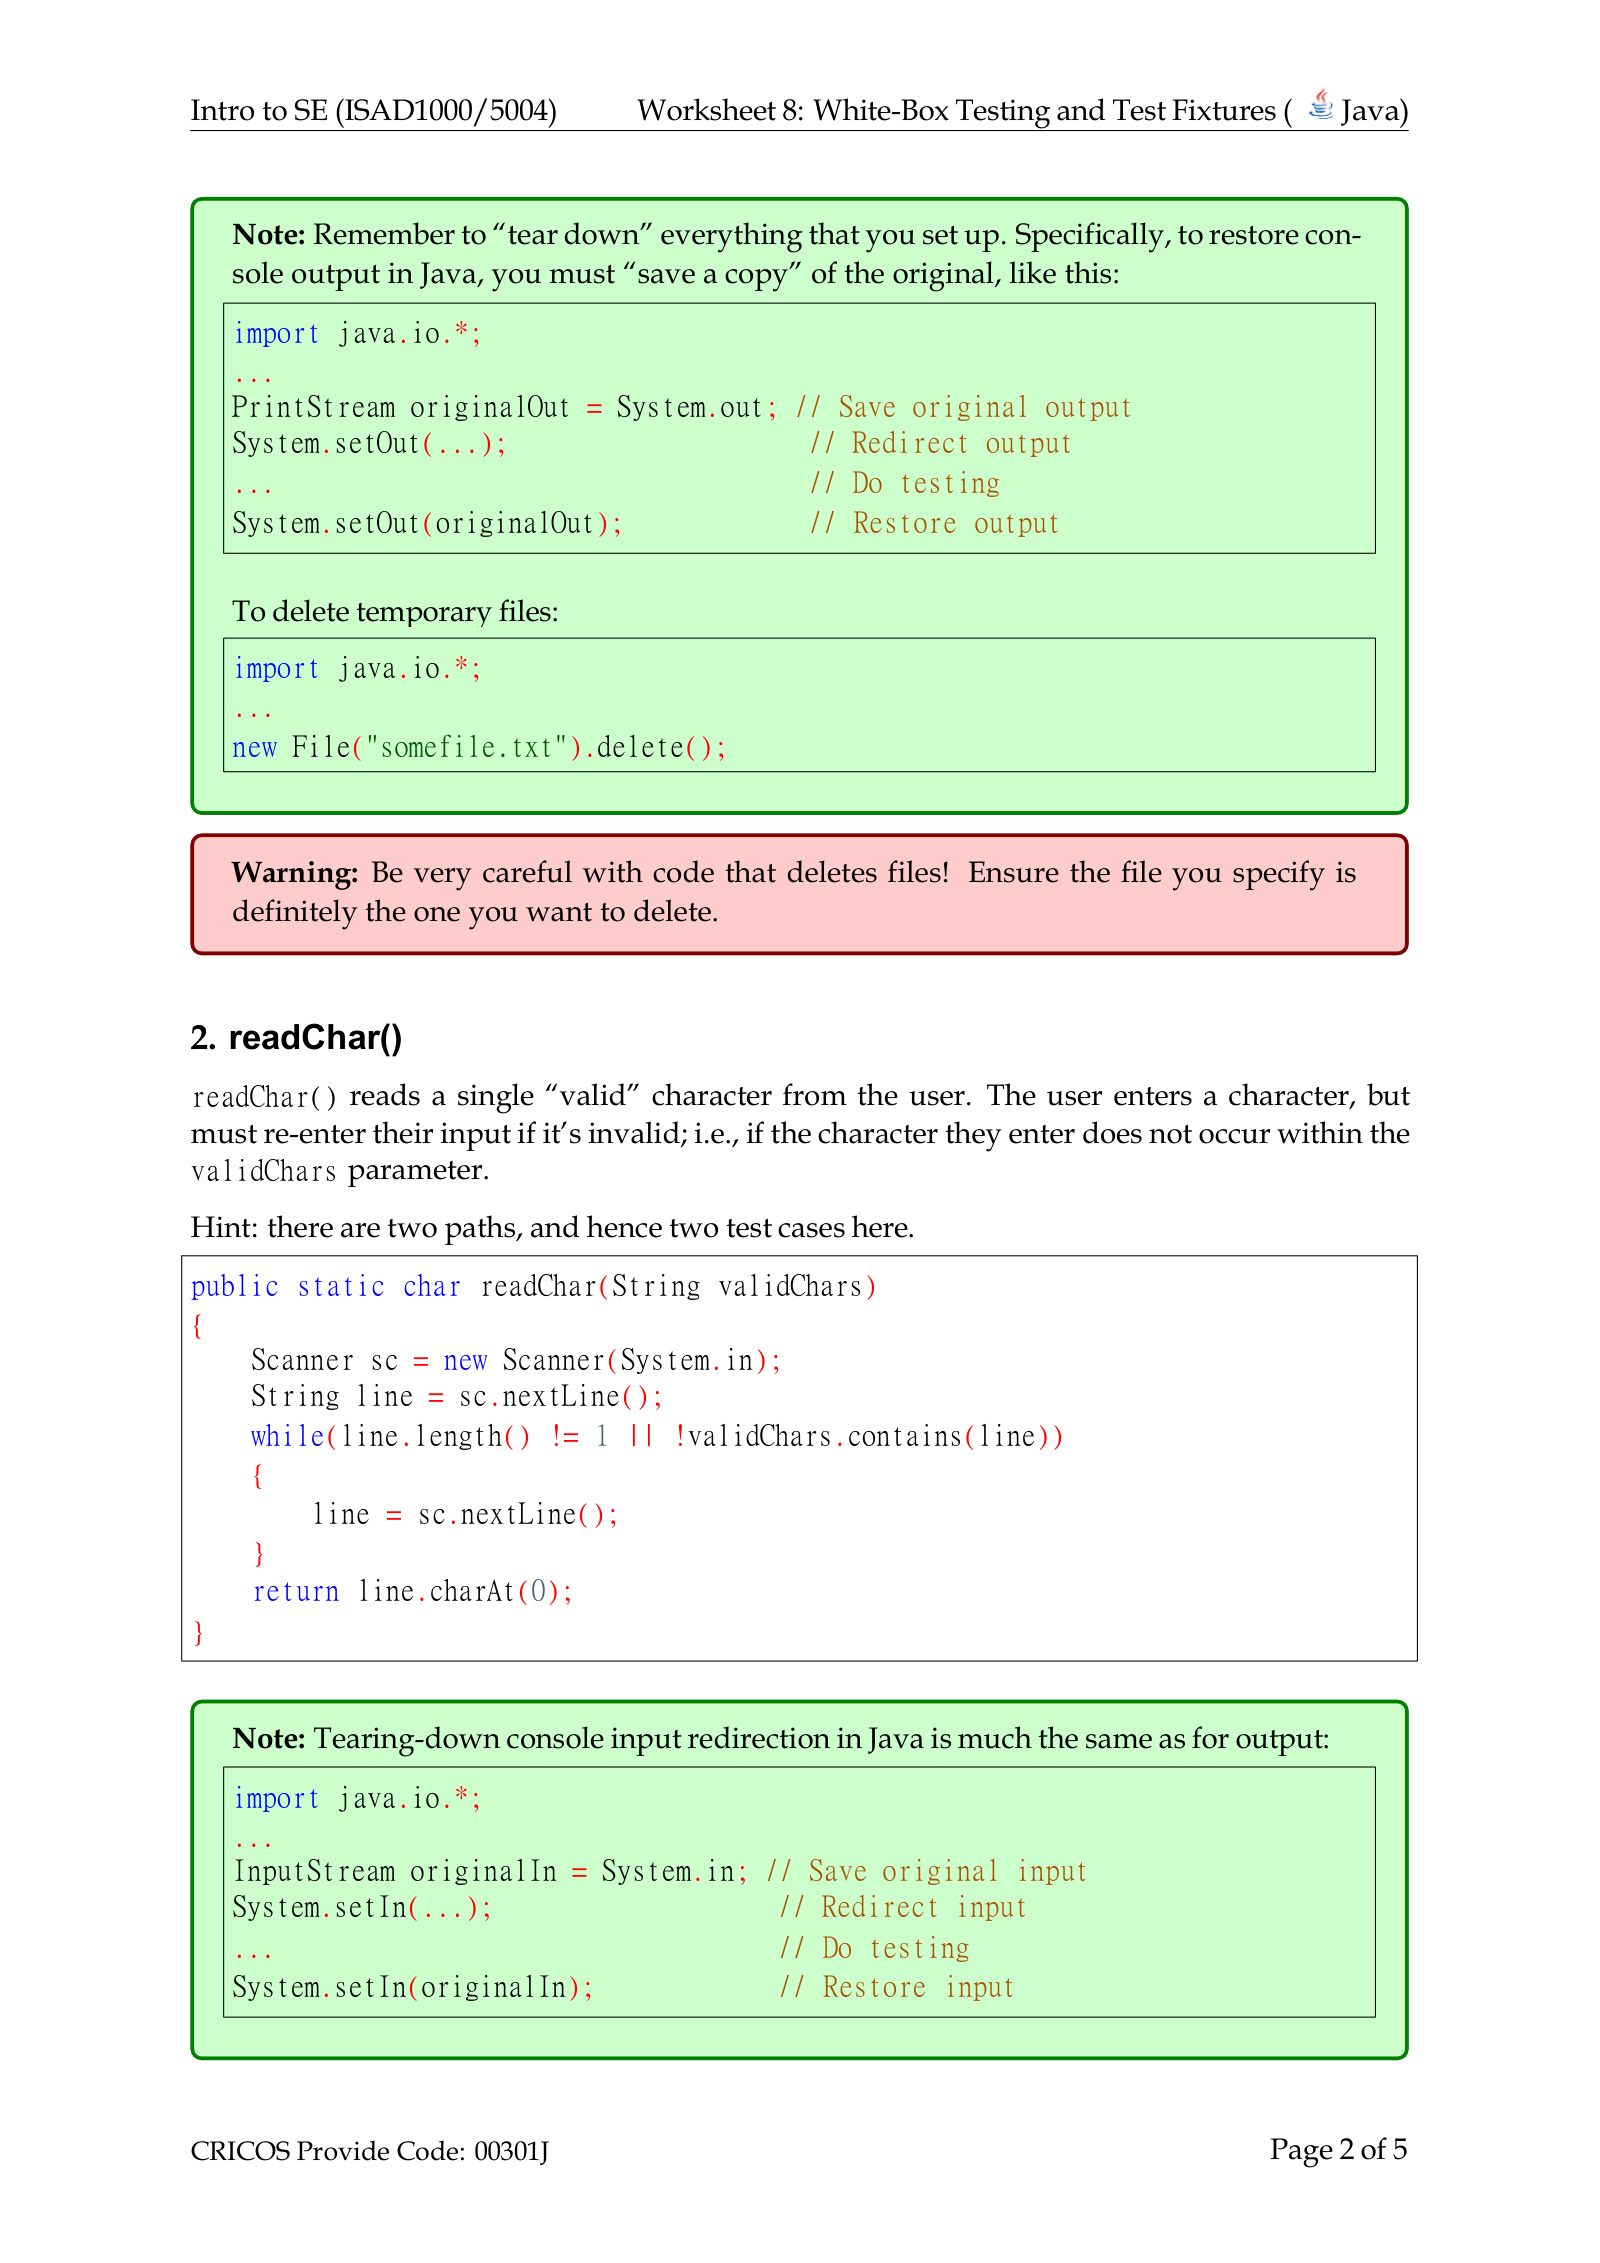 Intro to SE (ISAD1000/5004) Worksheet 8: White-Box Testing and Test Fixtures ( Java)
Note: Remember to “tear down” everything that you set up. Specifically, to restore con-
sole output in Java, you must “save a copy” of the original, like this:
import java.io.*;
...
PrintStream originalOut = System.out; // Save original output
System.setOut(...); // Redirect output
... // Do testing
System.setOut(originalOut); // Restore output
To delete temporary files:
import java.io.*;
...
new File("somefile.txt").delete();
Warning: Be very careful with code that deletes files! Ensure the file you specify is
definitely the one you want to delete.
2. readChar()
readChar() reads a single “valid” character from the user. The user enters a character, but
must re-enter their input if it’s invalid; i.e., if the character they enter does not occur within the
validChars parameter.
Hint: there are two paths, and hence two test cases here.
public static char readChar(String validChars)
{
    Scanner sc = new Scanner(System.in);
    String line = sc.nextLine();
    while(line.length() != 1 || !validChars.contains(line))
    {
        line = sc.nextLine();
    }
    return line.charAt(0);
}
Note: Tearing-down console input redirection in Java is much the same as for output:
import java.io.*;
...
InputStream originalIn = System.in; // Save original input
System.setIn(...); // Redirect input
... // Do testing
System.setIn(originalIn); // Restore input
CRICOS Provide Code: 00301J Page 2 of 5